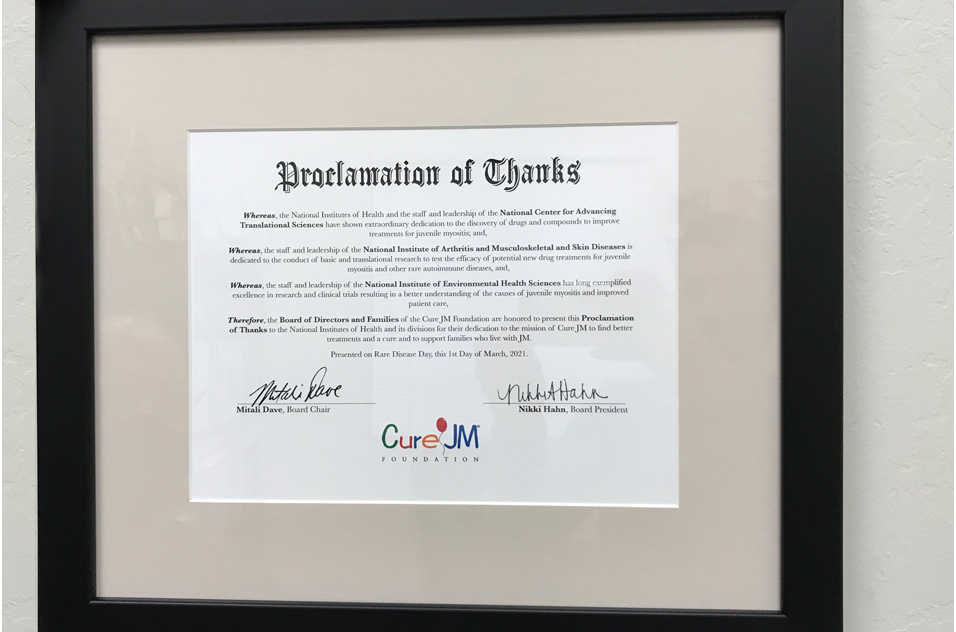 Proclamation of Thanks
Whereas, the National Institutes of Health and the staff and leadership of the National Center for Advancing
Translational Sciences have shown extraordinary dedication to the discovery of drugs and compounds to improve
treatments for juvenile myositis; and,
Whereas, the staff and leadership of the National Institute of Arthritis and Musculoskeletal and Skin Diseases is
dedicated to the conduct of basic and translational research to test the efficacy of potential new drug treatments for juvenile
myositis and other rare autoimmune diseases, and,
Whereas, the staff and leadership of the National Institute of Environmental Health Sciences has long exemplified
excellence in research and clinical trials resulting in a better understanding of the causes of juvenile myositis and improved
patient care,
Therefore, the Board of Directors and Families of the Cure JM Foundation are honored to present this Proclamation
of Thanks to the National Institutes of Health and its divisions for their dedication to the mission of Cure JM to find better
treatments and a cure and to support families who live with JM.
Presented on Rare Disease Day, this 1st Day of March, 2021.
Mitali Dave
Mitali Dave, Board Chair
Nikki A Hahn
Nikki Hahn, Board President
Cure JM
FOUNDATION